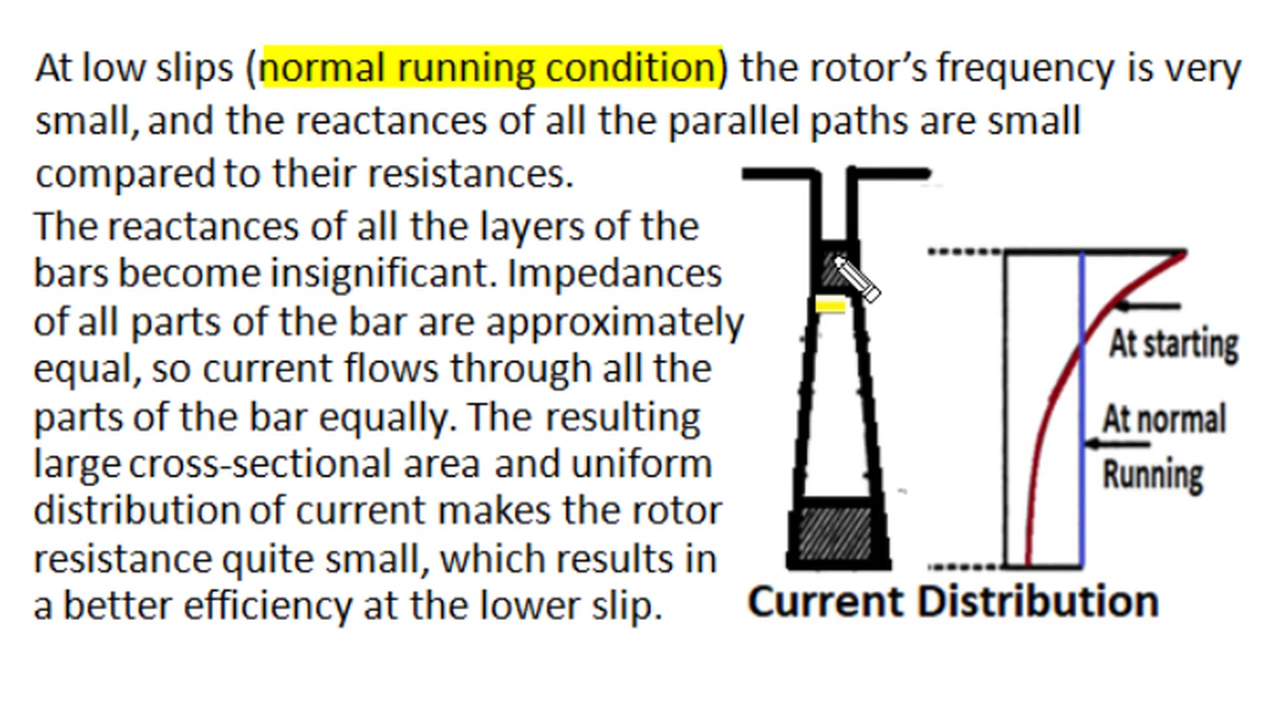 At low slips (normal running condition) the rotor’s frequency is very
small, and the reactances of all the parallel paths are small
compared to their resistances.
The reactances of all the layers of the
bars become insignificant. Impedances
of all parts of the bar are approximately
equal, so current flows through all the
parts of the bar equally. The resulting
large cross-sectional area and uniform
distribution of current makes the rotor
resistance quite small, which results in
a better efficiency at the lower slip.
At starting
At normal
Running
Current Distribution